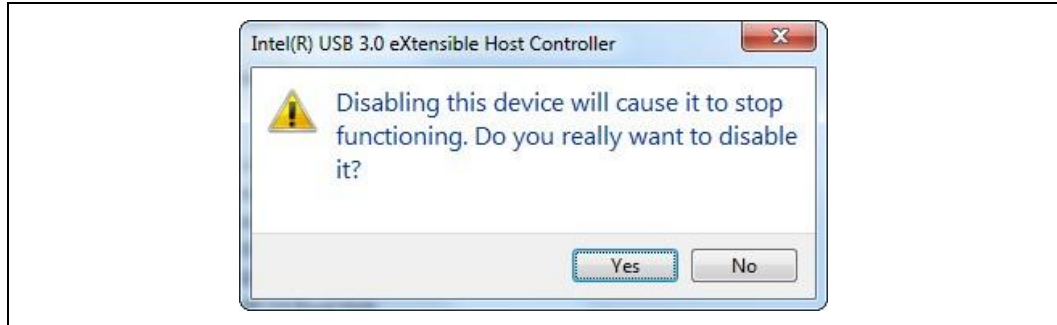 Intel(R) USB 3.0 eXtensible Host Controller
Disabling this device will cause it to stop
functioning. Do you really want to disable
it?
Yes No